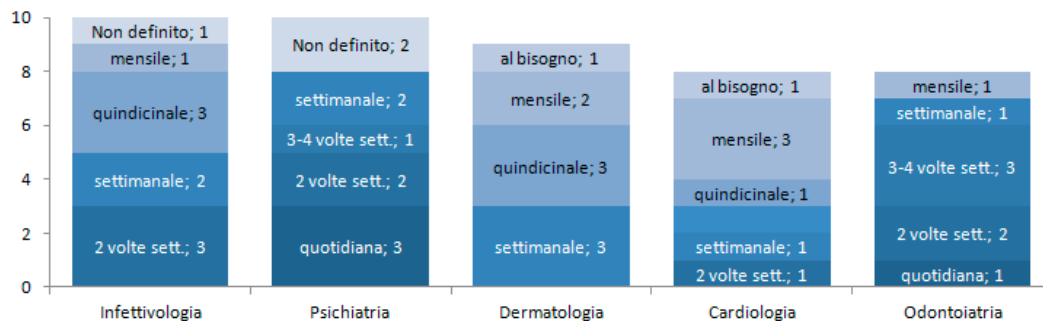 10
8
6
4
2
0
Non definito; 1
mensile; 1
quindicinale; 3
settimanale; 2
2 volte sett.; 3
Non definito; 2
settimanale; 2
3-4 volte sett.; 1
2 volte sett.; 2
quotidiana; 3
al bisogno; 1
mensile; 2
quindicinale; 3
settimanale; 3
al bisogno; 1
mensile; 3
quindicinale; 1
settimanale; 1
2 volte sett.; 1
mensile; 1
settimanale; 1
3-4 volte sett.; 3
2 volte sett.; 2
quotidiana; 1
Infettivologia
Psichiatria
Dermatologia
Cardiologia
Odontoiatria